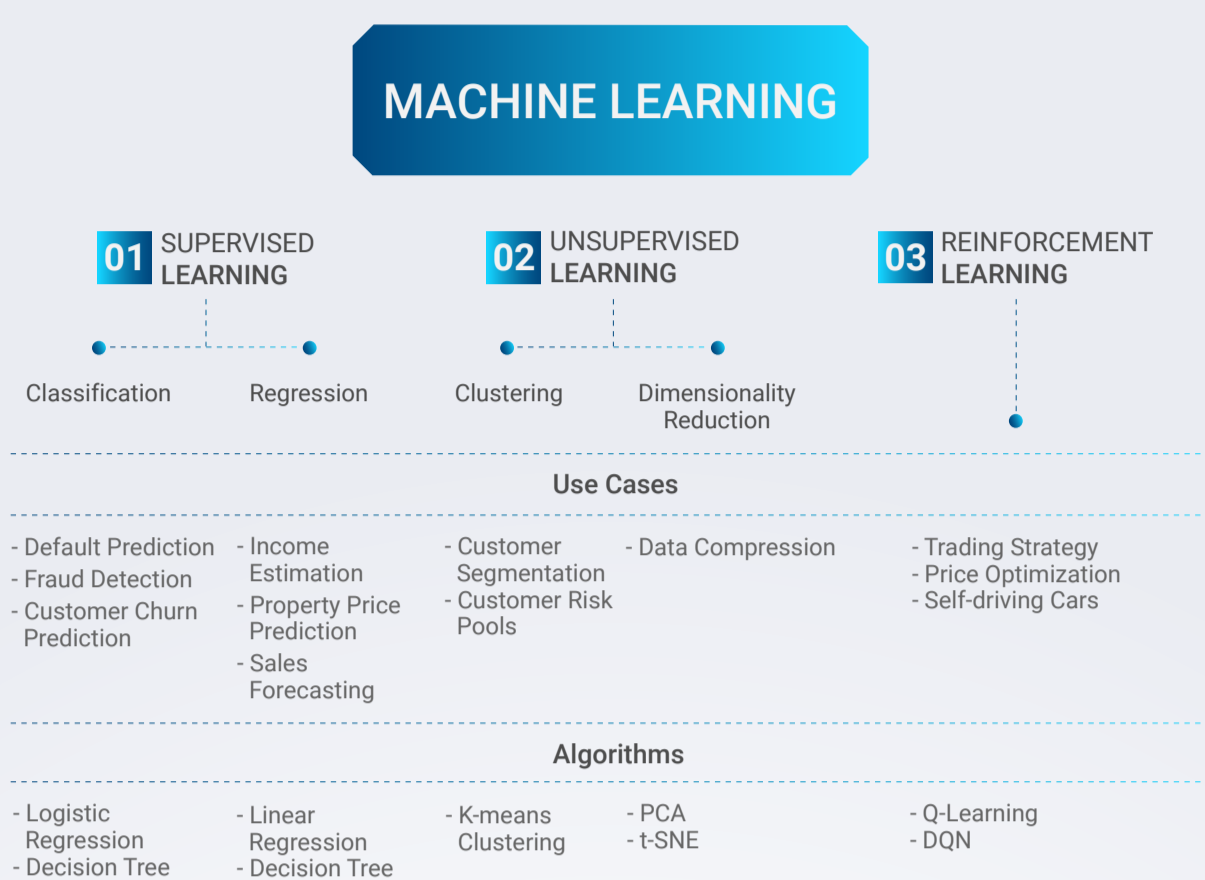 MACHINE LEARNING
01
SUPERVISED
LEARNING
02
UNSUPERVISED
LEARNING
03
REINFORCEMENT
LEARNING
Classification
Regression
Clustering
Dimensionality
Reduction
Use Cases
- Default Prediction
- Fraud Detection
- Customer Churn
Prediction
- Income
Estimation
- Property Price
Prediction
- Sales
Forecasting
- Customer
Segmentation
- Customer Risk
Pools
- Data Compression
- Trading Strategy
- Price Optimization
- Self-driving Cars
Algorithms
- Logistic
Regression
- Decision Tree
- Linear
Regression
- Decision Tree
- K-means
Clustering
- PCA
- t-SNE
- Q-Learning
- DQN